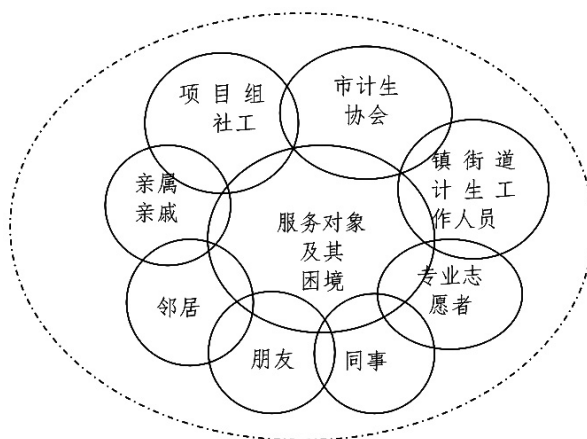 项目组
社工
市计生
协会
镇街道
计生工
作人员
亲属
亲戚
服务对象
及其
困境
专业志
愿者
邻居
朋友
同事